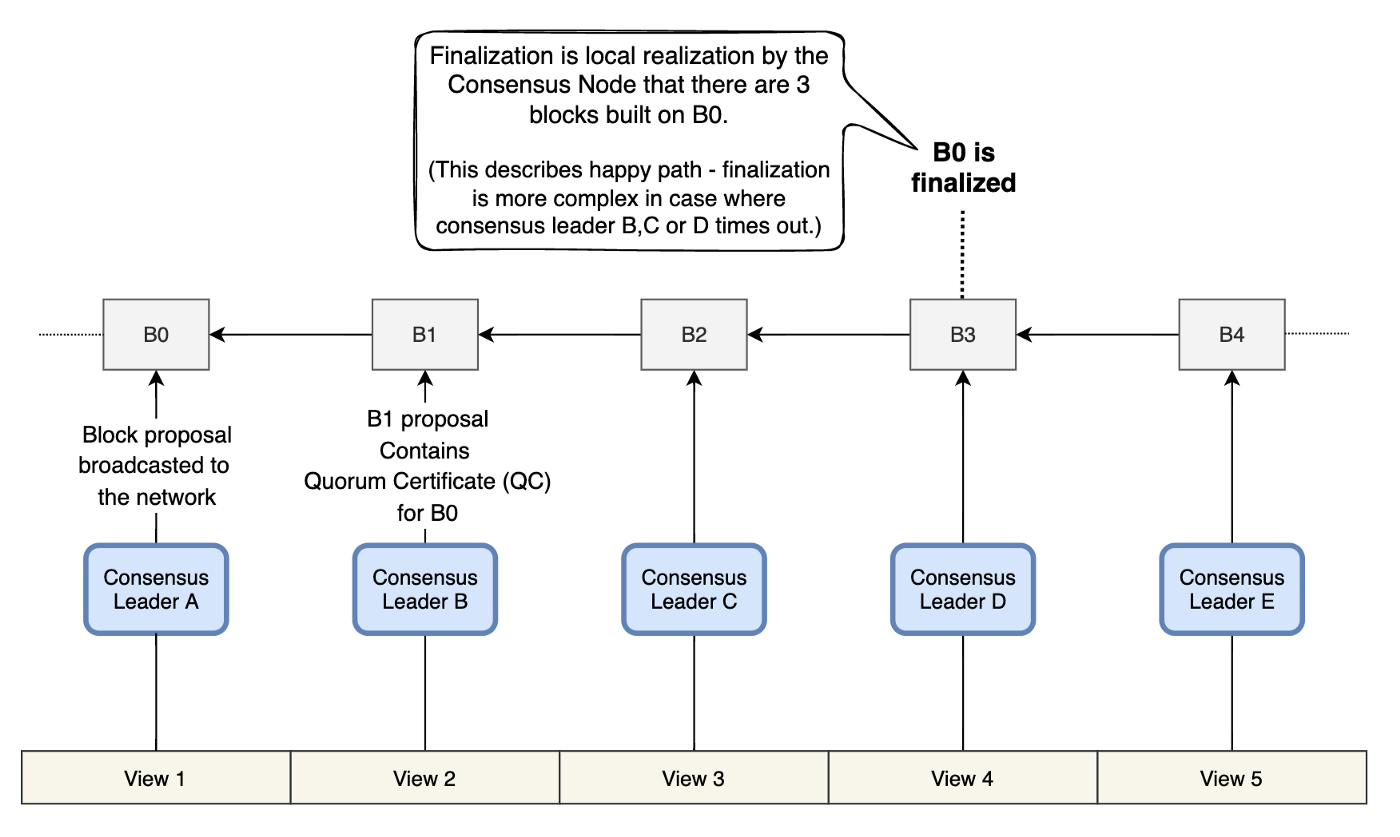 Finalization is local realization by the
Consensus Node that there are 3
blocks built on B0.
(This describes happy path - finalization
is more complex in case where
consensus leader B,C or D times out.)
B0 is
finalized
B0
B1
B2
B3
B4
Block proposal
broadcasted to
the network
B1 proposal
Contains
Quorum Certificate (QC)
for B0
Consensus
Leader A
Consensus
Leader B
Consensus
Leader C
Consensus
Leader D
Consensus
Leader E
View 1
View 2
View 3
View 4
View 5